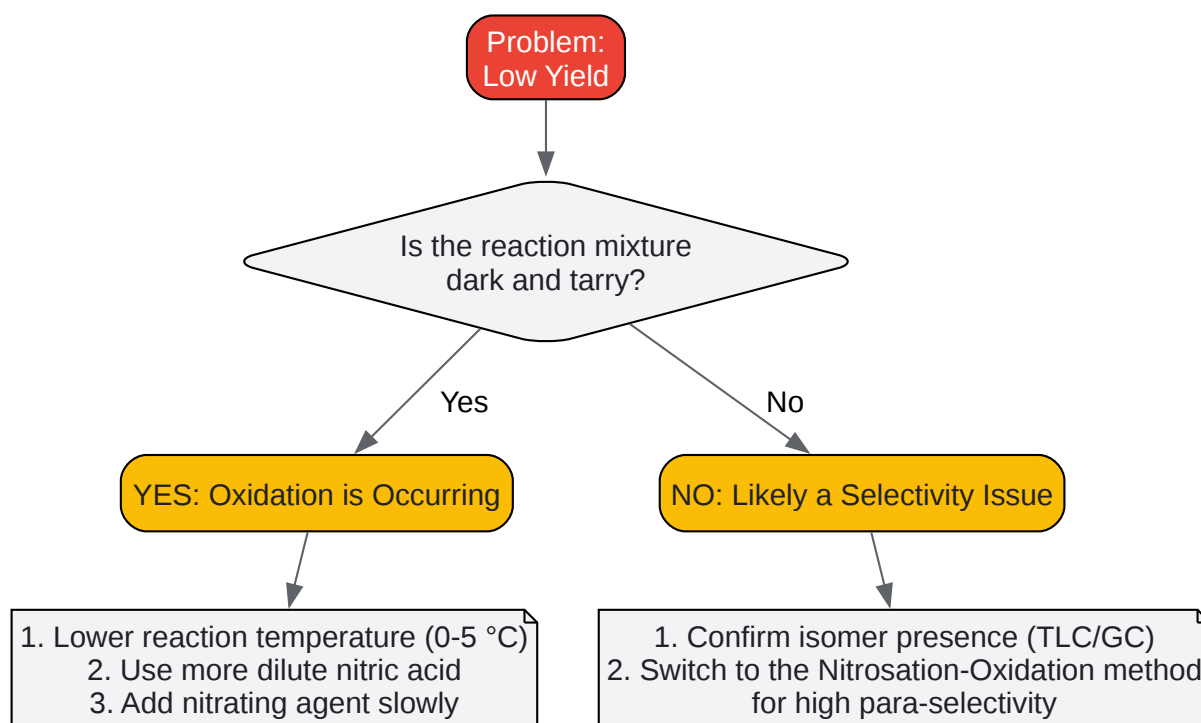 Problem:
Low Yield
Is the reaction mixture
dark and tarry?
Yes
No
YES: Oxidation is Occurring
NO: Likely a Selectivity Issue
1. Lower reaction temperature (0-5 °C)
2. Use more dilute nitric acid
3. Add nitrating agent slowly
1. Confirm isomer presence (TLC/GC)
2. Switch to the Nitrosation-Oxidation method
for high para-selectivity